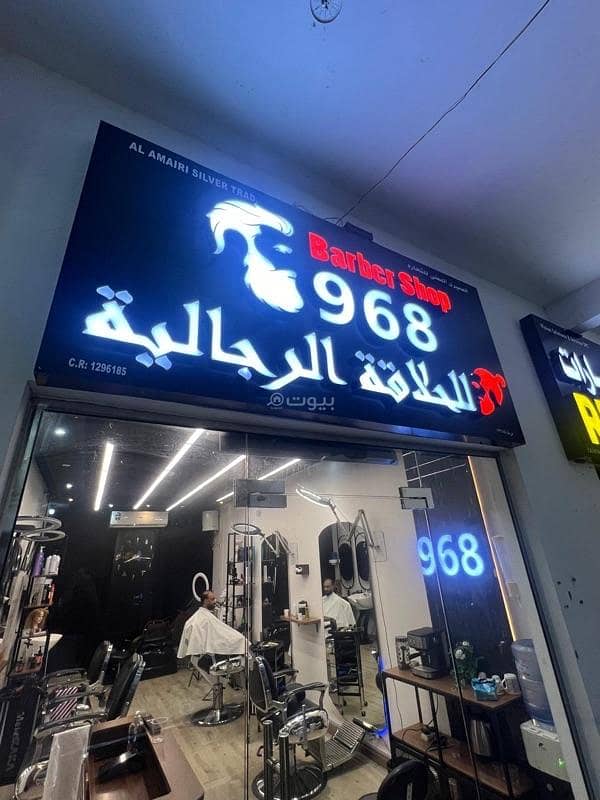 AL AMAIRI SILVER TRAD
Barber Shop
968
للحلاقة الرجالية
C.R: 1296185
بيوت
968